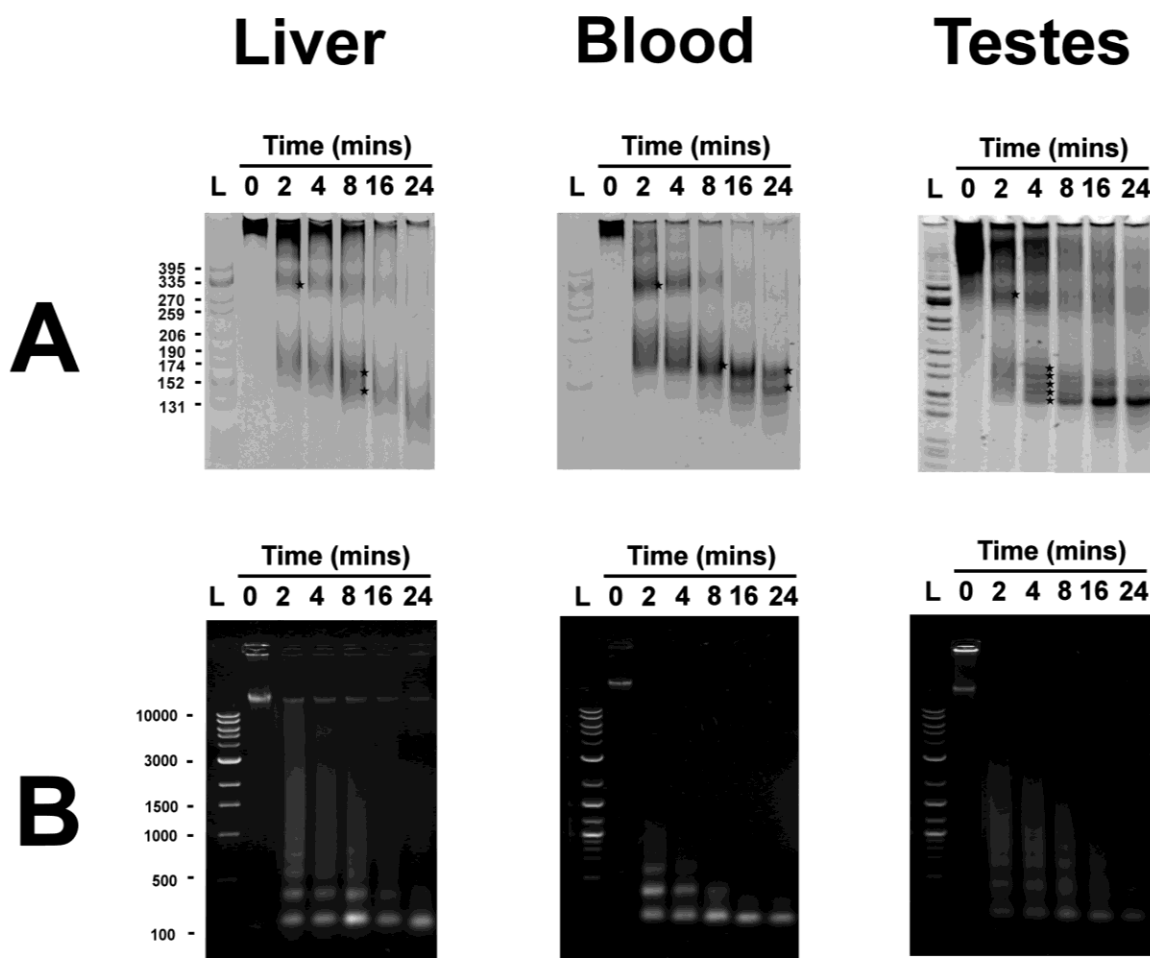 Liver Blood Testes
Time (mins) Time (mins) Time (mins)
L 0 2 4 8 16 24 L 0 2 4 8 16 24 L 0 2 4 8 16 24
A
395 -
335 -
270 -
259 -
206 -
190 -
174 -
152 -
131 -
Time (mins) Time (mins) Time (mins)
L 0 2 4 8 16 24 L 0 2 4 8 16 24 L 0 2 4 8 16 24
B
10000 -
3000 -
1500 -
1000 -
500 -
100 -